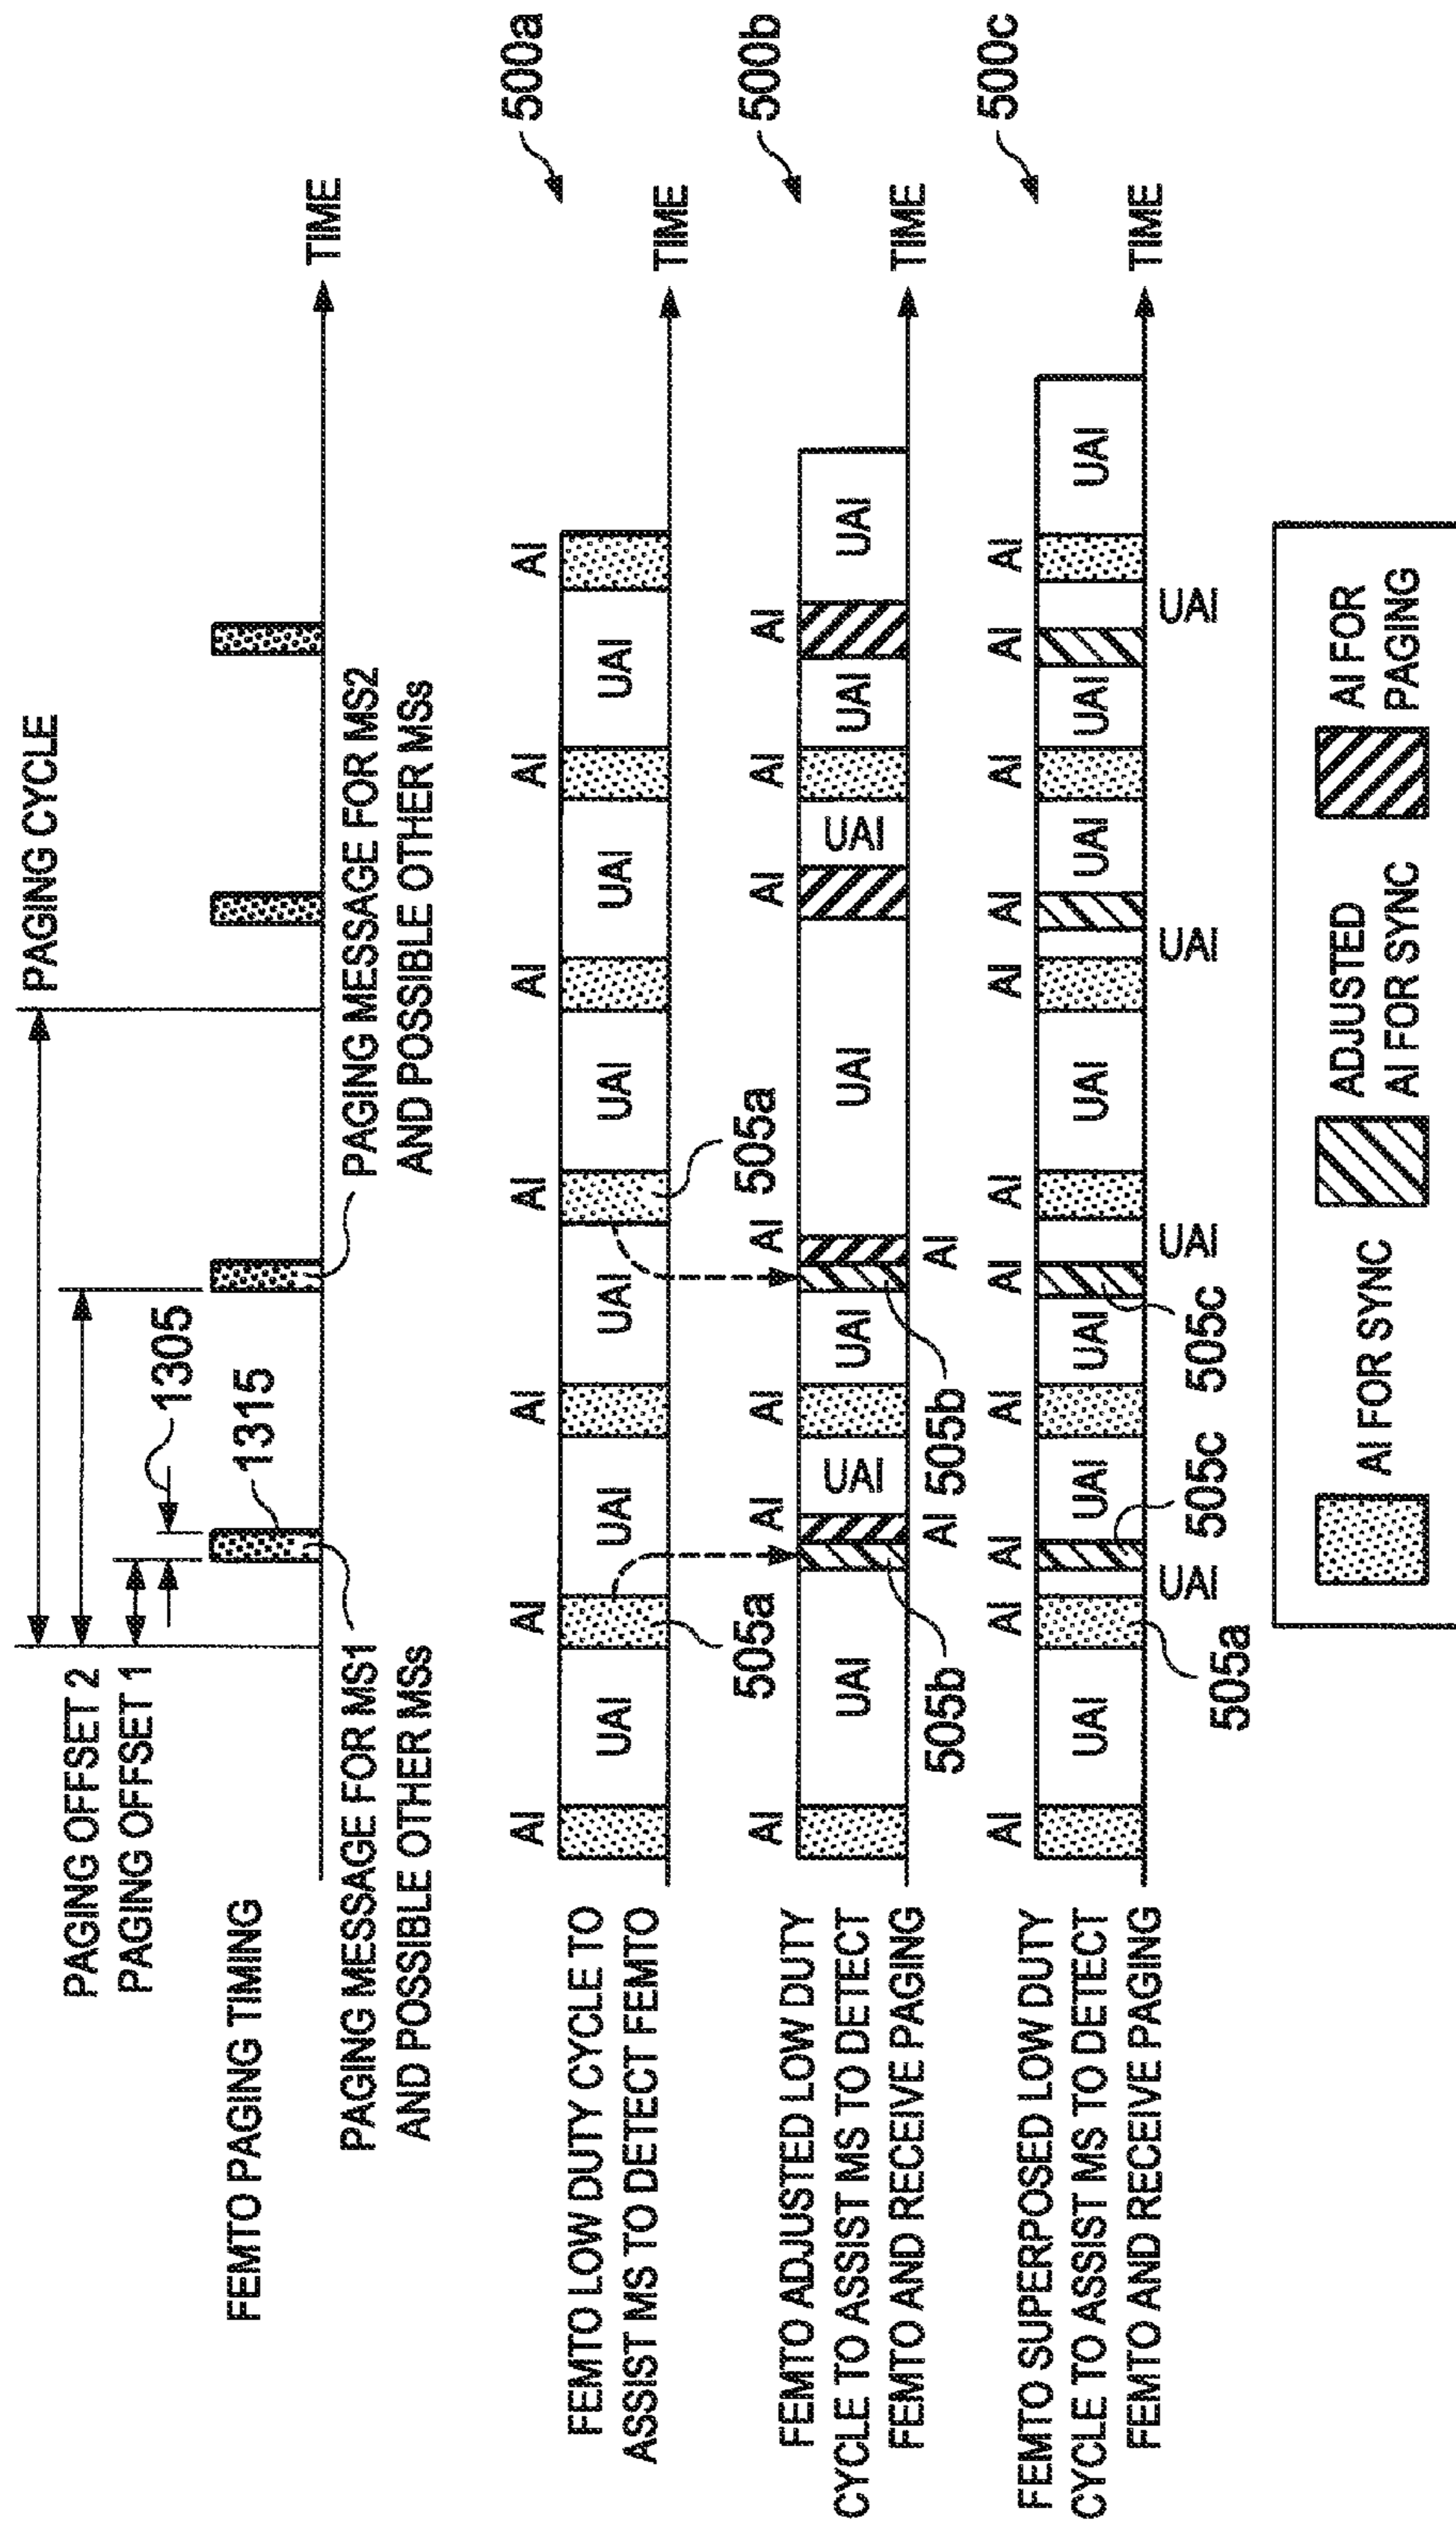 PAGING CYCLE
PAGING OFFSET 2
PAGING OFFSET 1
1305
1315
FEMTO PAGING TIMING
TIME
PAGING MESSAGE FOR MS1
AND POSSIBLE OTHER MSs
PAGING MESSAGE FOR MS2
AND POSSIBLE OTHER MSs
500a
AI AI AI AI AI AI AI
FEMTO LOW DUTY CYCLE TO
ASSIST MS TO DETECT FEMTO
UAI UAI UAI UAI UAI UAI
TIME
505a 505a
500b
AI AI AI AI AI AI AI
FEMTO ADJUSTED LOW DUTY
CYCLE TO ASSIST MS TO DETECT
FEMTO AND RECEIVE PAGING
UAI UAI UAI UAI UAI UAI UAI
TIME
505b AI 505b AI
500c
AI AI AI AI AI AI AI AI AI AI AI
FEMTO SUPERPOSED LOW DUTY
CYCLE TO ASSIST MS TO DETECT
FEMTO AND RECEIVE PAGING
UAI UAI UAI UAI UAI UAI UAI
TIME
UAI UAI UAI UAI
505a 505c 505c
AI FOR SYNC
ADJUSTED
AI FOR SYNC
AI FOR
PAGING